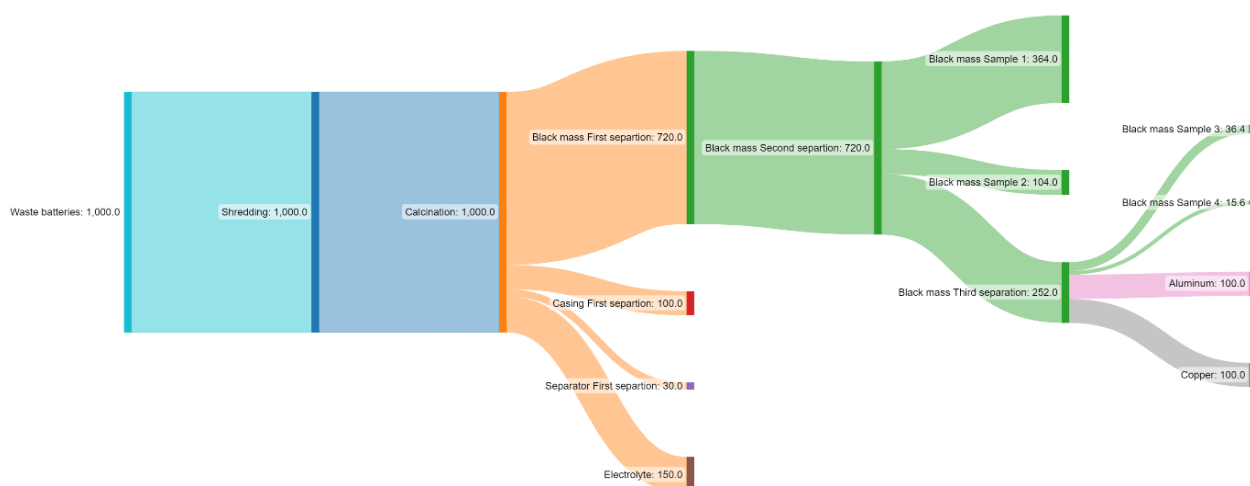 Waste batteries: 1,000.0
Shredding: 1,000.0
Calcination: 1,000.0
Black mass First separtion: 720.0
Casing First separtion: 100.0
Separator First separtion: 30.0
Electrolyte: 150.0
Black mass Second separtion: 720.0
Black mass Sample 1: 364.0
Black mass Sample 2: 104.0
Black mass Third separation: 252.0
Black mass Sample 3: 36.4
Black mass Sample 4: 15.6
Aluminum: 100.0
Copper: 100.0